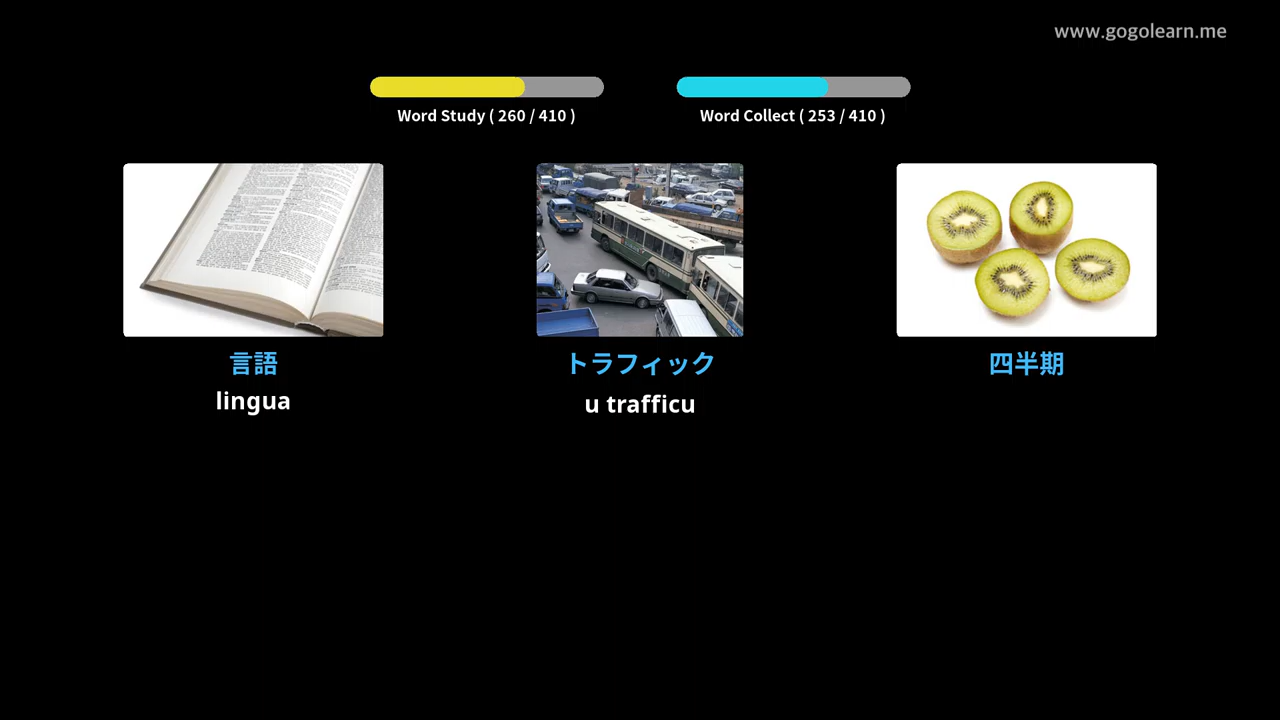 www.gogolearn.me
Word Study ( 260 / 410 )
Word Collect ( 253 / 410 )
言語
トラフィック
四半期
lingua
u trafficu